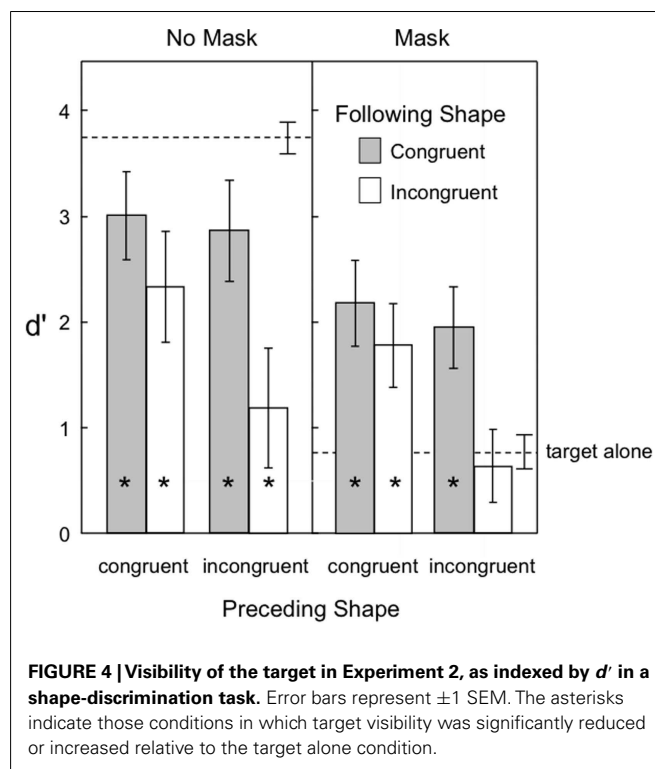 No Mask Mask
4
3
2
1
0
d'
Following Shape
Congruent
Incongruent
target alone
* * * * * * *
congruent incongruent congruent incongruent
Preceding Shape
FIGURE 4 | Visibility of the target in Experiment 2, as indexed by d′ in a
shape-discrimination task. Error bars represent ±1 SEM. The asterisks
indicate those conditions in which target visibility was significantly reduced
or increased relative to the target alone condition.